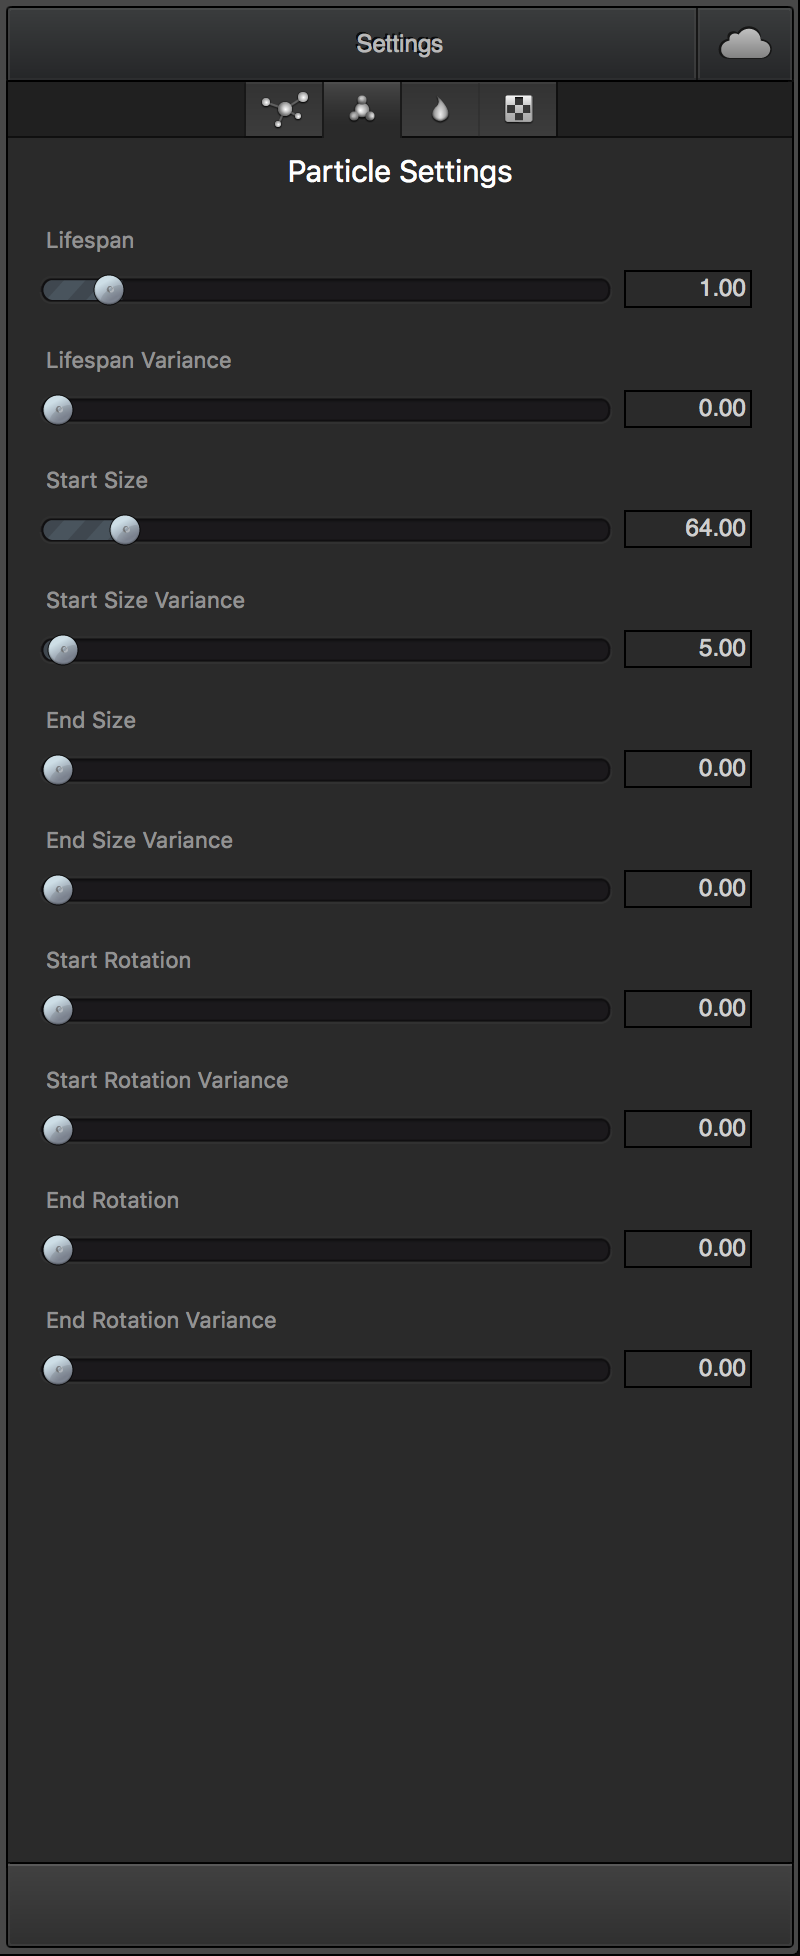 Settings
Particle Settings
Lifespan
1.00
Lifespan Variance
0.00
Start Size
64.00
Start Size Variance
5.00
End Size
0.00
End Size Variance
0.00
Start Rotation
0.00
Start Rotation Variance
0.00
End Rotation
0.00
End Rotation Variance
0.00